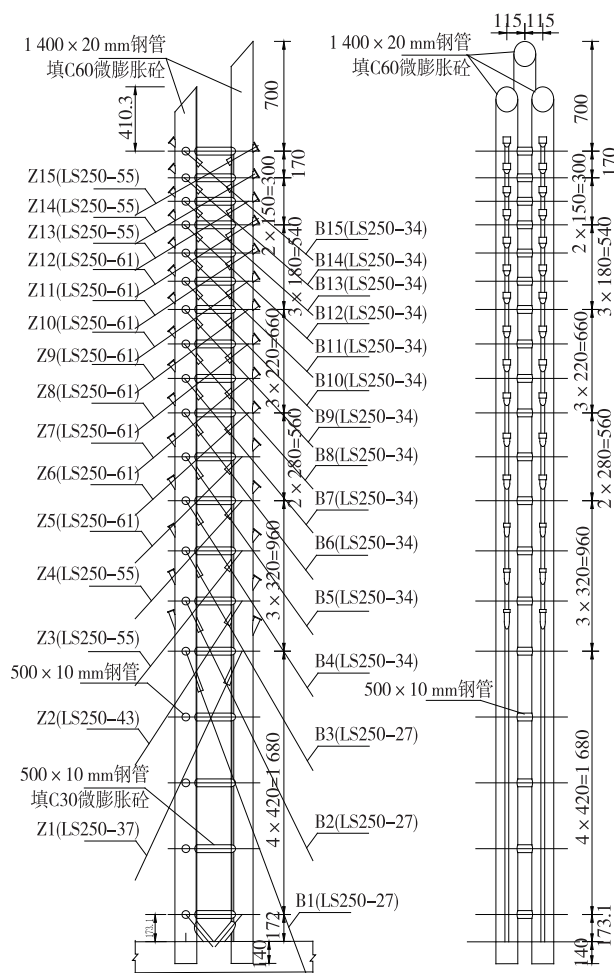 115 115
1 400 × 20 mm钢管
填C60微膨胀砼
1 400 × 20 mm钢管
填C60微膨胀砼
410.3
700
170
2 × 150=300
3 × 180=540
3 × 220=660
2 × 280=560
3 × 320=960
4 × 420=1 680
172
140
173.1
Z15(LS250-55)
Z14(LS250-55)
Z13(LS250-55)
Z12(LS250-61)
Z11(LS250-61)
Z10(LS250-61)
Z9(LS250-61)
Z8(LS250-61)
Z7(LS250-61)
Z6(LS250-61)
Z5(LS250-61)
Z4(LS250-55)
Z3(LS250-55)
500 × 10 mm钢管
Z2(LS250-43)
500 × 10 mm钢管
填C30微膨胀砼
Z1(LS250-37)
B15(LS250-34)
B14(LS250-34)
B13(LS250-34)
B12(LS250-34)
B11(LS250-34)
B10(LS250-34)
B9(LS250-34)
B8(LS250-34)
B7(LS250-34)
B6(LS250-34)
B5(LS250-34)
B4(LS250-34)
B3(LS250-27)
B2(LS250-27)
B1(LS250-27)
500 × 10 mm钢管
700
170
2 × 150=300
3 × 180=540
3 × 220=660
2 × 280=560
3 × 320=960
4 × 420=1 680
173.1
140